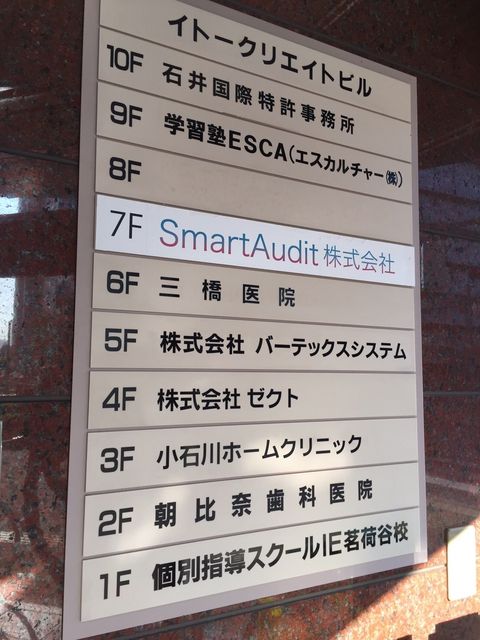 イトークリエイトビル
10F 石井国際特許事務所
9F 学習塾ESCA(エスカルチャー㈱)
8F
7F SmartAudit 株式会社
6F 三橋医院
5F 株式会社 バーテックスシステム
4F 株式会社 ゼクト
3F 小石川ホームクリニック
2F 朝比奈歯科医院
1F 個別指導スクールIE茗荷谷校